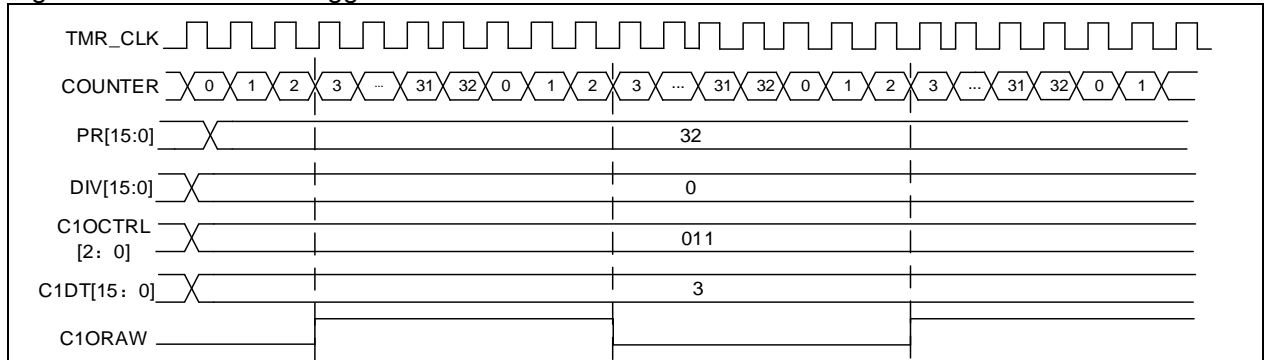 TMR_CLK
COUNTER 0 1 2 3 ... 31 32 0 1 2 3 ... 31 32 0 1 2 3 ... 31 32 0 1
PR[15:0] 32
DIV[15:0] 0
C1OCTRL
[2：0] 011
C1DT[15：0] 3
C1ORAW